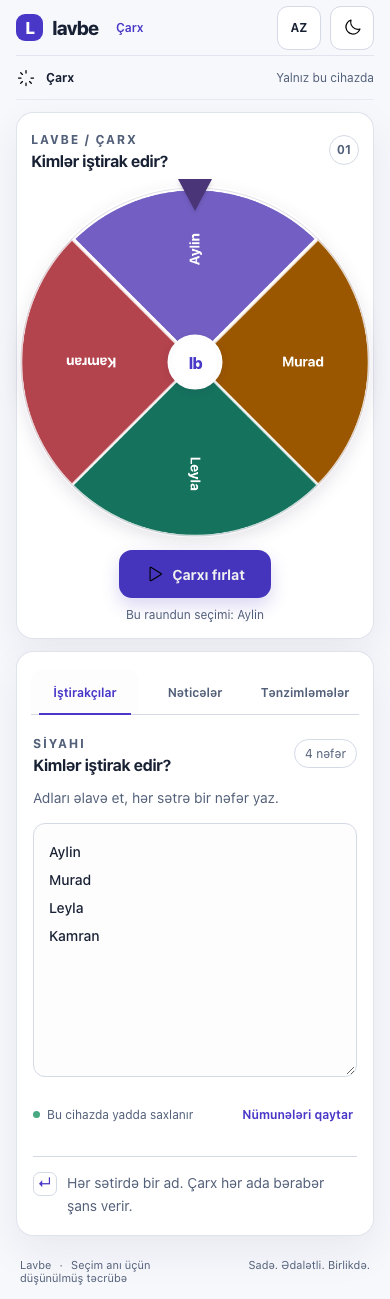 L lavbe Çarx AZ
Çarx Yalnız bu cihazda
LAVBE / ÇARX
Kimlər iştirak edir?
01
Aylin
Kamran
lb
Murad
Leyla
Çarxı fırlat
Bu raundun seçimi: Aylin
İştirakçılar Nəticələr Tənzimləmələr
SİYAHI
Kimlər iştirak edir?
4 nəfər
Adları əlavə et, hər sətrə bir nəfər yaz.
Aylin
Murad
Leyla
Kamran
Bu cihazda yadda saxlanır Nümunələri qaytar
Hər sətirdə bir ad. Çarx hər ada bərabər
şans verir.
Lavbe · Seçim anı üçün
düşünülmüş təcrübə
Sadə. Ədalətli. Birlikdə.